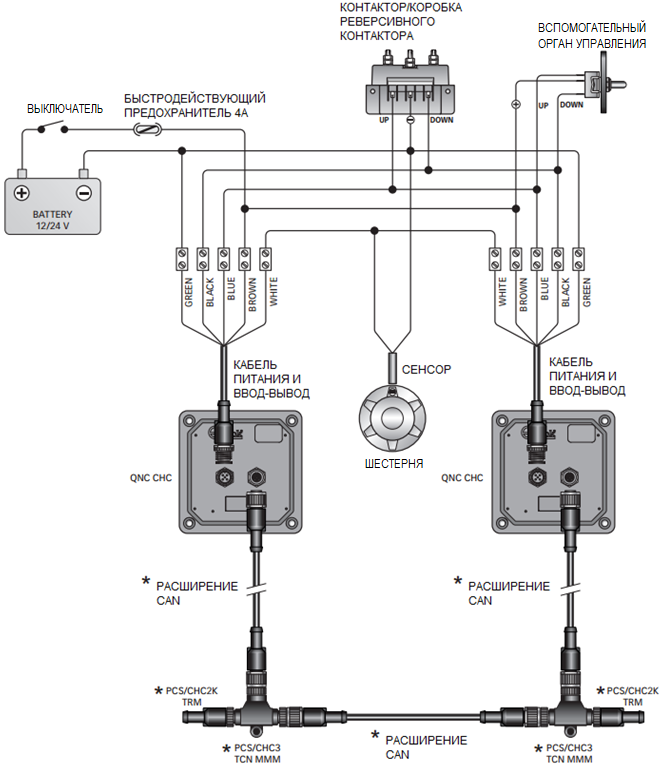 КОНТАКТОР/КОРОБКА
РЕВЕРСИВНОГО
КОНТАКТОРА
ВСПОМОГАТЕЛЬНЫЙ
ОРГАН УПРАВЛЕНИЯ
ВЫКЛЮЧАТЕЛЬ
БЫСТРОДЕЙСТВУЮЩИЙ
ПРЕДОХРАНИТЕЛЬ 4А
UP
DOWN
UP
DOWN
BATTERY
12/24 V
GREEN
BLACK
BLUE
BROWN
WHITE
WHITE
BROWN
BLUE
BLACK
GREEN
КАБЕЛЬ
ПИТАНИЯ И
ВВОД-ВЫВОД
СЕНСОР
КАБЕЛЬ
ПИТАНИЯ И
ВВОД-ВЫВОД
ШЕСТЕРНЯ
QNC CHC
QNC CHC
* РАСШИРЕНИЕ
CAN
* РАСШИРЕНИЕ
CAN
* PCS/CHC2K
TRM
* PCS/CHC2K
TRM
* PCS/CHC3
TCN MMM
* РАСШИРЕНИЕ
CAN
* PCS/CHC3
TCN MMM